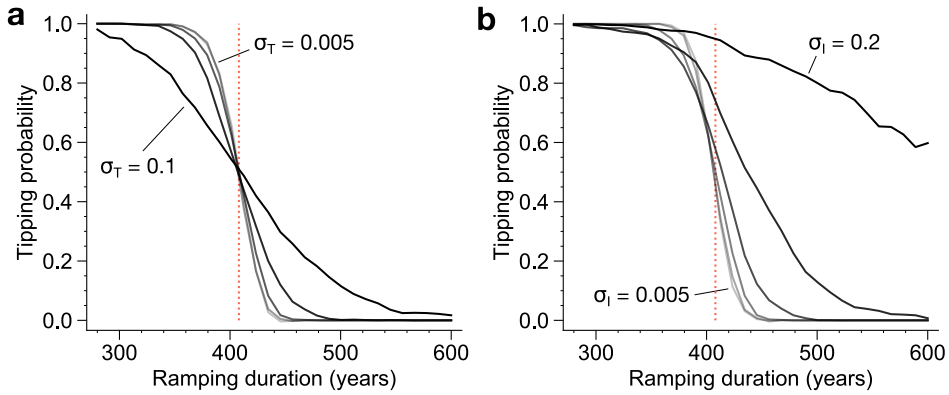 a
1.0
0.8
0.6
0.4
0.2
0.0
Tipping probability
σT = 0.005
σT = 0.1
300
400
500
600
Ramping duration (years)
b
1.0
0.8
0.6
0.4
0.2
0.0
Tipping probability
σI = 0.2
σI = 0.005
300
400
500
600
Ramping duration (years)